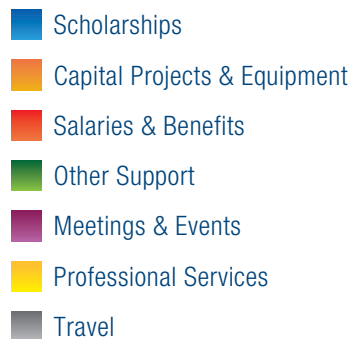 Scholarships
Capital Projects & Equipment
Salaries & Benefits
Other Support
Meetings & Events
Professional Services
Travel